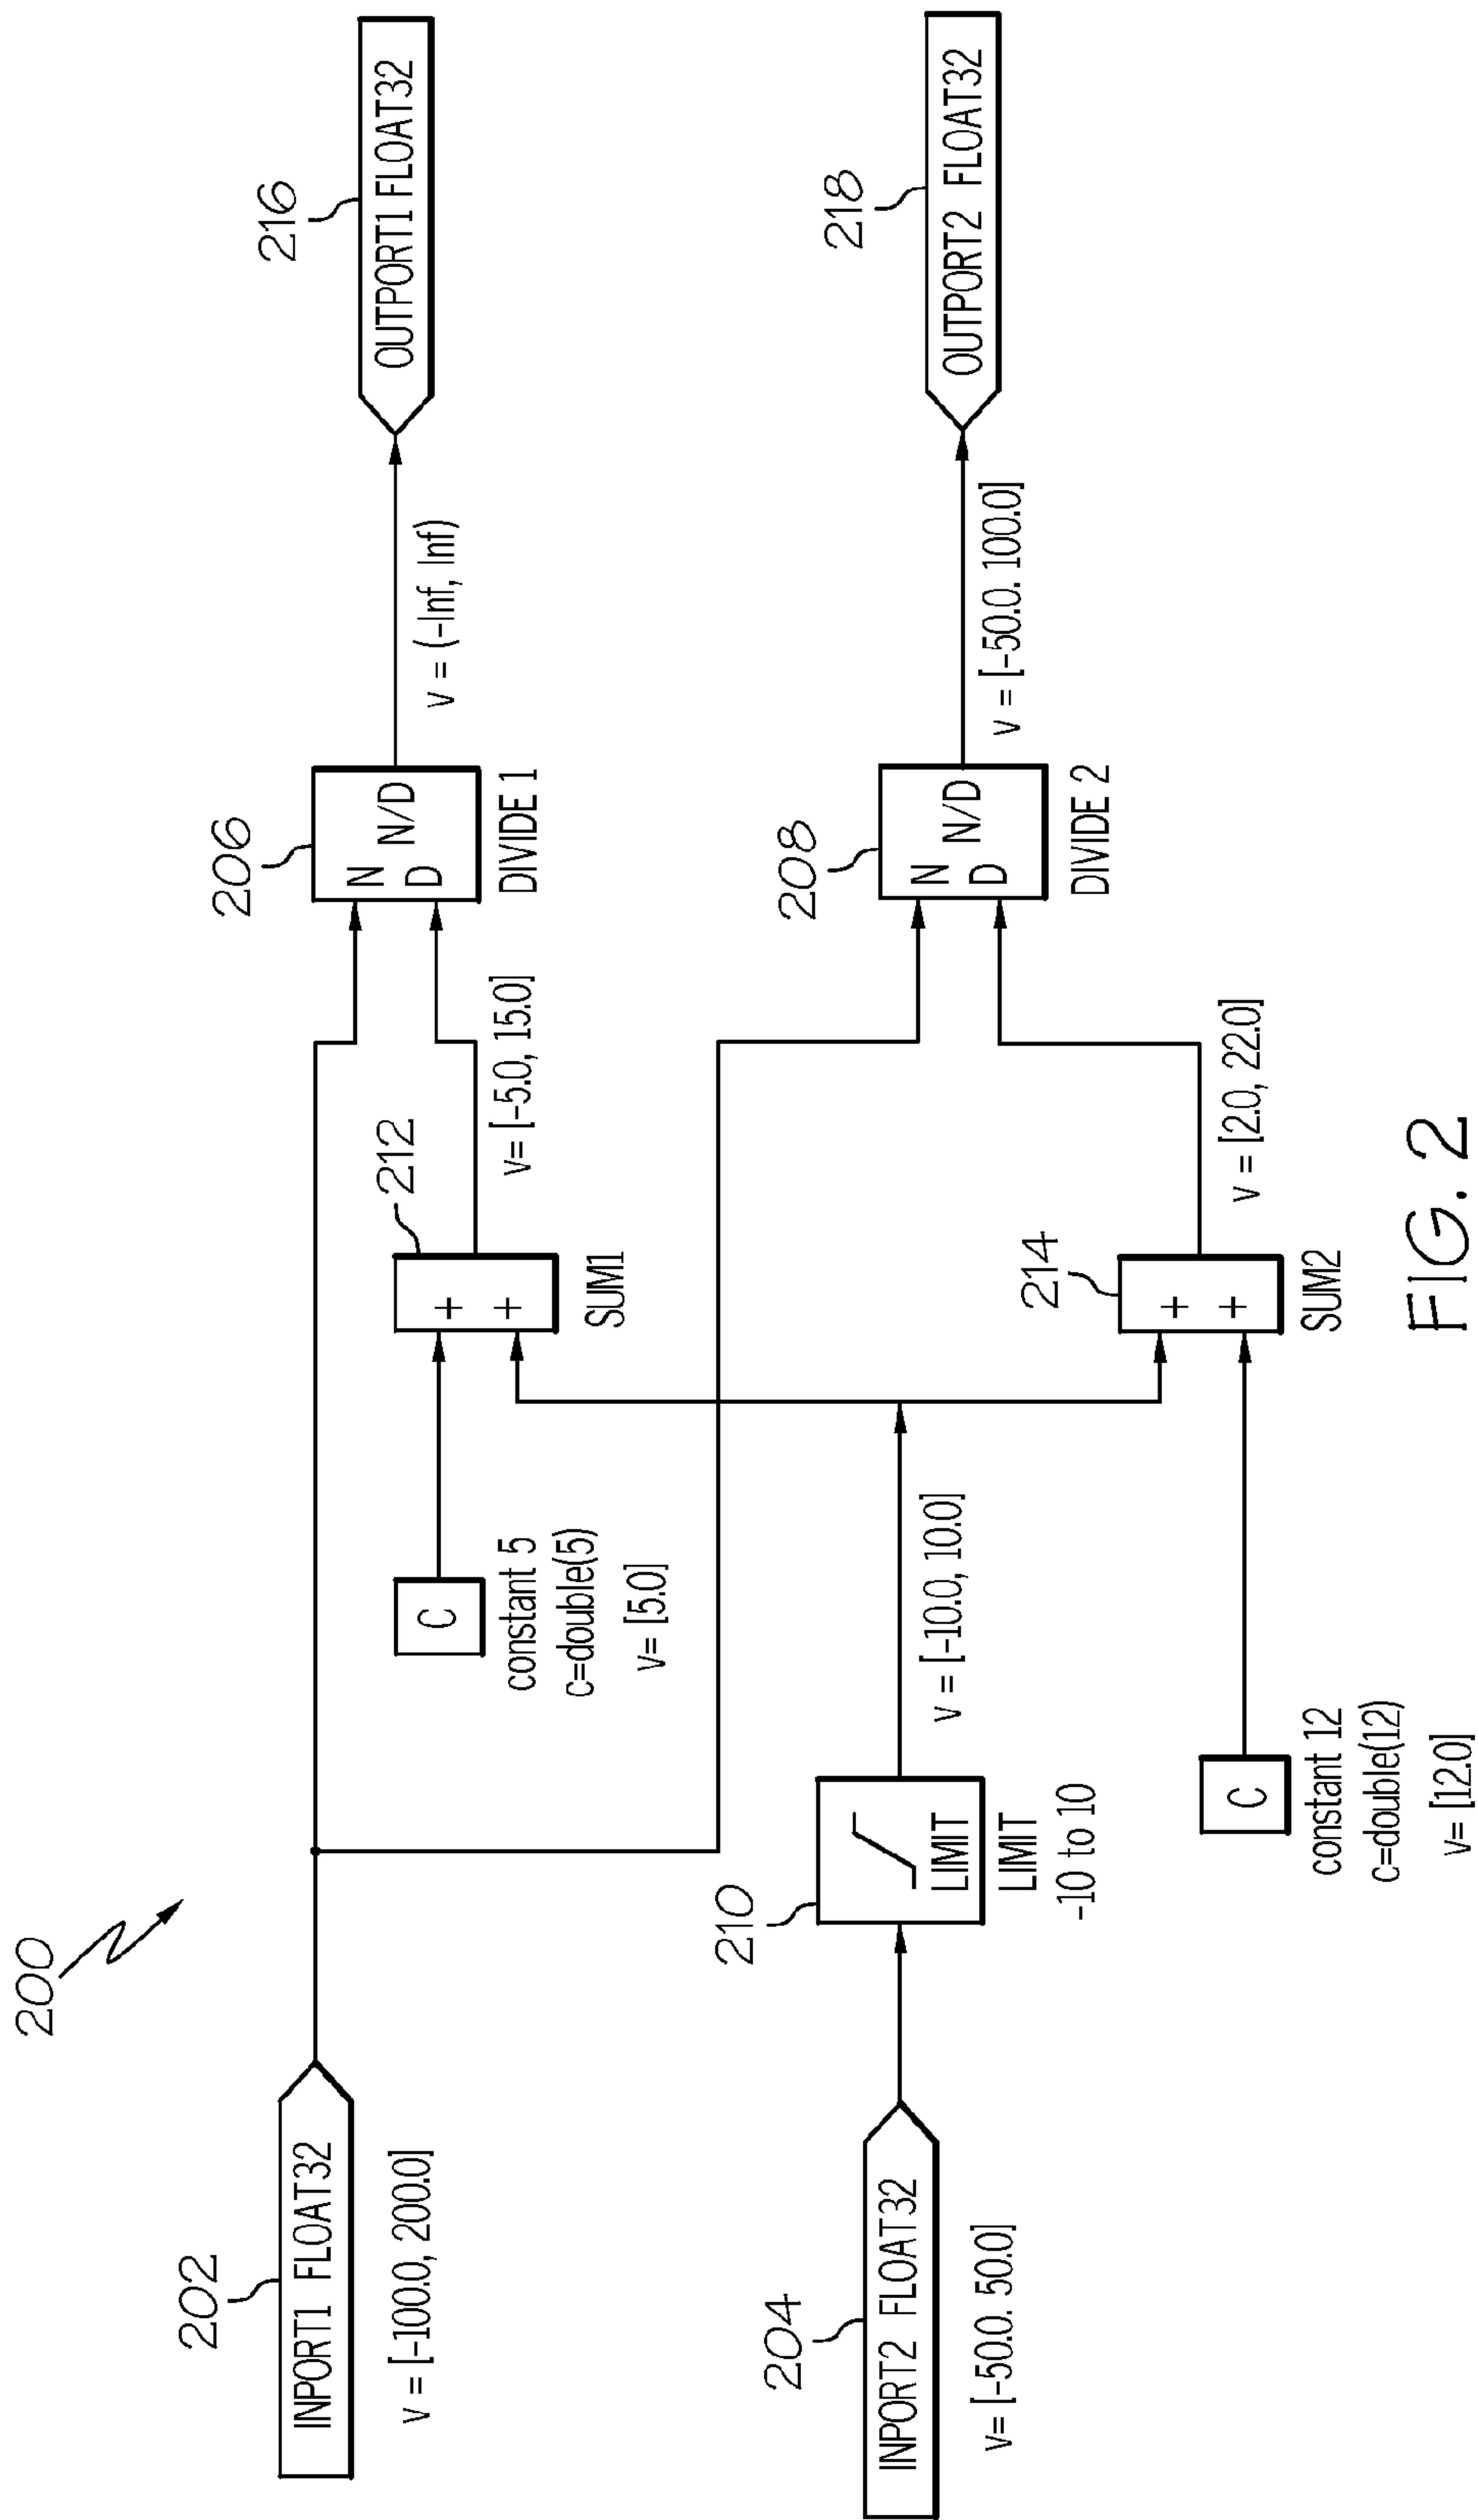 200
202
INPORT1 FLOAT32
v = [-100.0, 200.0]
206
N
D
N/D
DIVIDE 1
v = (-Inf, Inf)
216
OUTPORT1 FLOAT32
C
constant 5
c=double(5)
v= [5.0]
212
+
+
SUM1
v= [-5.0, 15.0]
204
INPORT2 FLOAT32
v= [-50.0. 50.0]
210
LIMIT
LIMIT
-10 to 10
v = [-10.0, 10.0]
208
N
D
N/D
DIVIDE 2
v = [-50.0. 100.0]
218
OUTPORT2 FLOAT32
C
constant 12
c=double(12)
v= [12.0]
214
+
+
SUM2
v = [2.0, 22.0]
FIG. 2